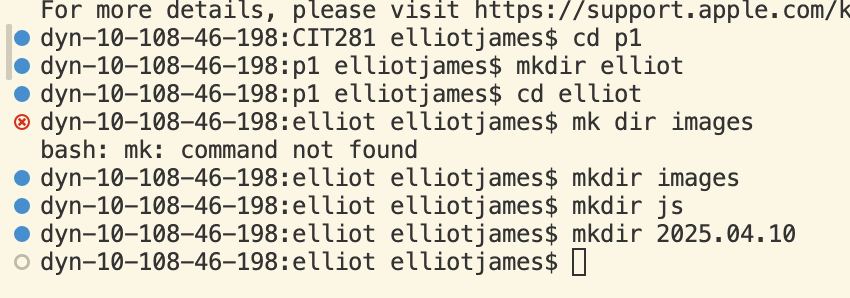 For more details, please visit https://support.apple.com/k
dyn-10-108-46-198:CIT281 elliotjames$ cd p1
dyn-10-108-46-198:p1 elliotjames$ mkdir elliot
dyn-10-108-46-198:p1 elliotjames$ cd elliot
dyn-10-108-46-198:elliot elliotjames$ mk dir images
bash: mk: command not found
dyn-10-108-46-198:elliot elliotjames$ mkdir images
dyn-10-108-46-198:elliot elliotjames$ mkdir js
dyn-10-108-46-198:elliot elliotjames$ mkdir 2025.04.10
dyn-10-108-46-198:elliot elliotjames$